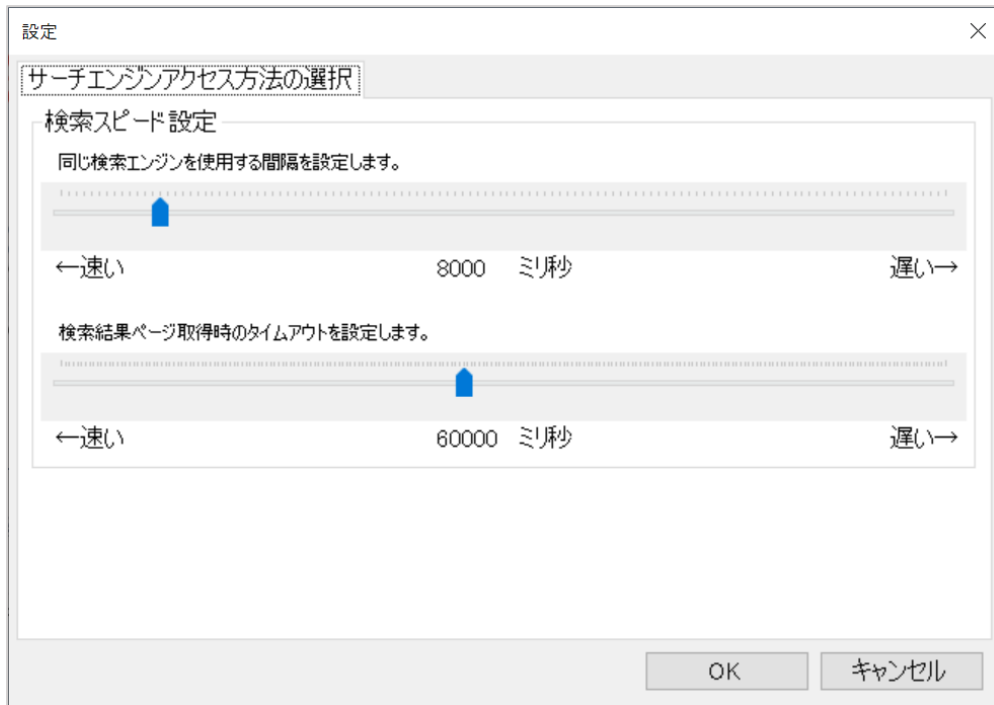 設定
サーチエンジンアクセス方法の選択
検索スピード設定
同じ検索エンジンを使用する間隔を設定します。
←速い 8000 ミリ秒 遅い→
検索結果ページ取得時のタイムアウトを設定します。
←速い 60000 ミリ秒 遅い→
OK キャンセル